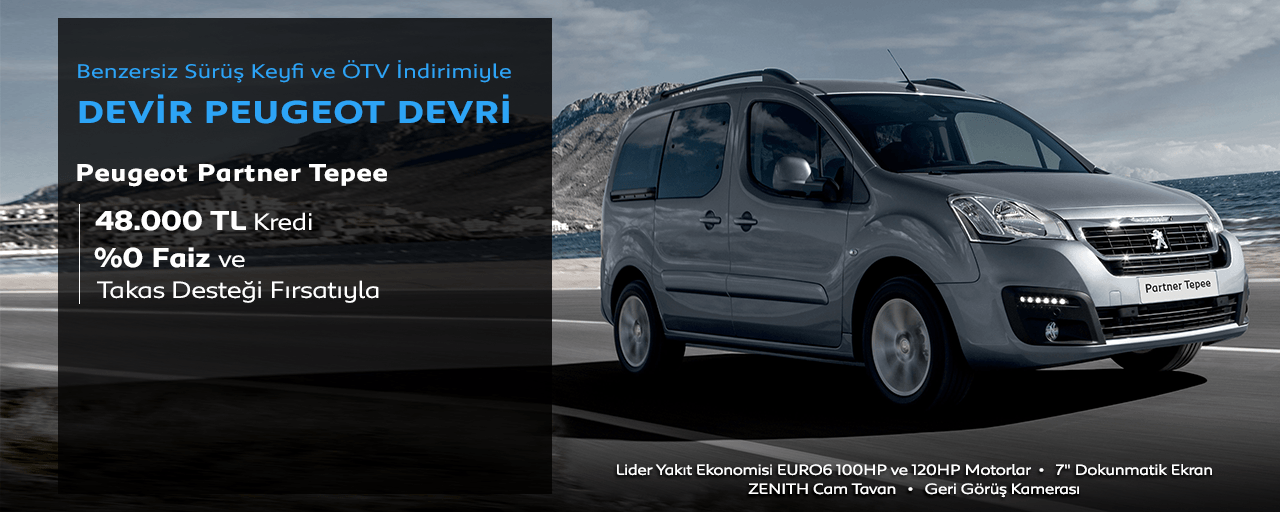 Benzersiz Sürüş Keyfi ve ÖTV İndirimiyle
DEVİR PEUGEOT DEVRİ
Peugeot Partner Tepee
48.000 TL Kredi
%0 Faiz ve
Takas Desteği Fırsatıyla
Partner Tepee
Lider Yakıt Ekonomisi EURO6 100HP ve 120HP Motorlar • 7" Dokunmatik Ekran
ZENITH Cam Tavan • Geri Görüş Kamerası